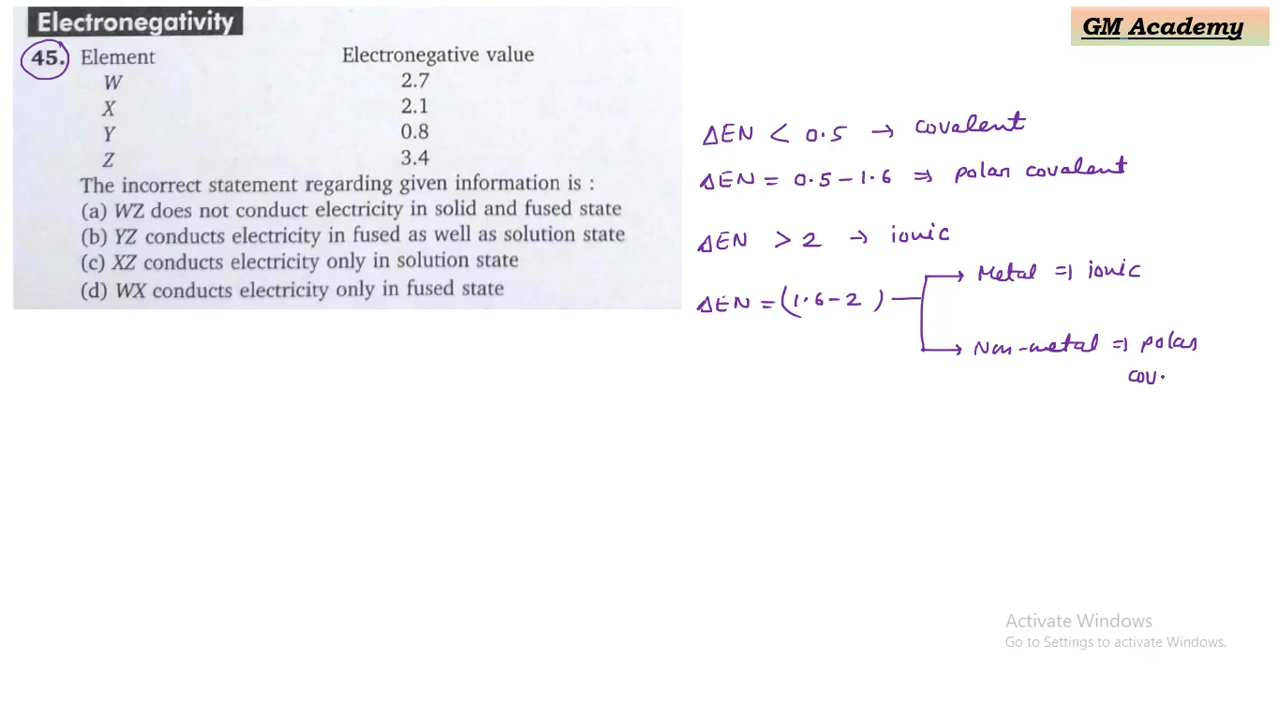 Electronegativity
GM Academy
45. Element Electronegative value
W 2.7
X 2.1
Y 0.8
Z 3.4
The incorrect statement regarding given information is :
(a) WZ does not conduct electricity in solid and fused state
(b) YZ conducts electricity in fused as well as solution state
(c) XZ conducts electricity only in solution state
(d) WX conducts electricity only in fused state
ΔEN < 0.5 → covalent
ΔEN = 0.5 - 1.6 ⇒ polar covalent
ΔEN > 2 → ionic
ΔEN = (1.6 - 2)
Metal ⇒ ionic
Non-metal ⇒ polar
cov.
Activate Windows
Go to Settings to activate Windows.